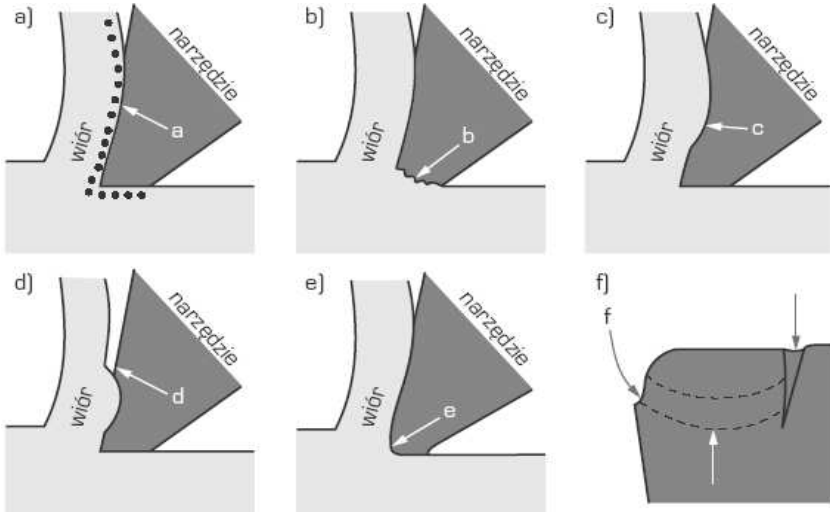 a)
wiór
narzędzie
a
b)
wiór
narzędzie
b
c)
wiór
narzędzie
c
d)
wiór
narzędzie
d
e)
wiór
narzędzie
e
f)
f